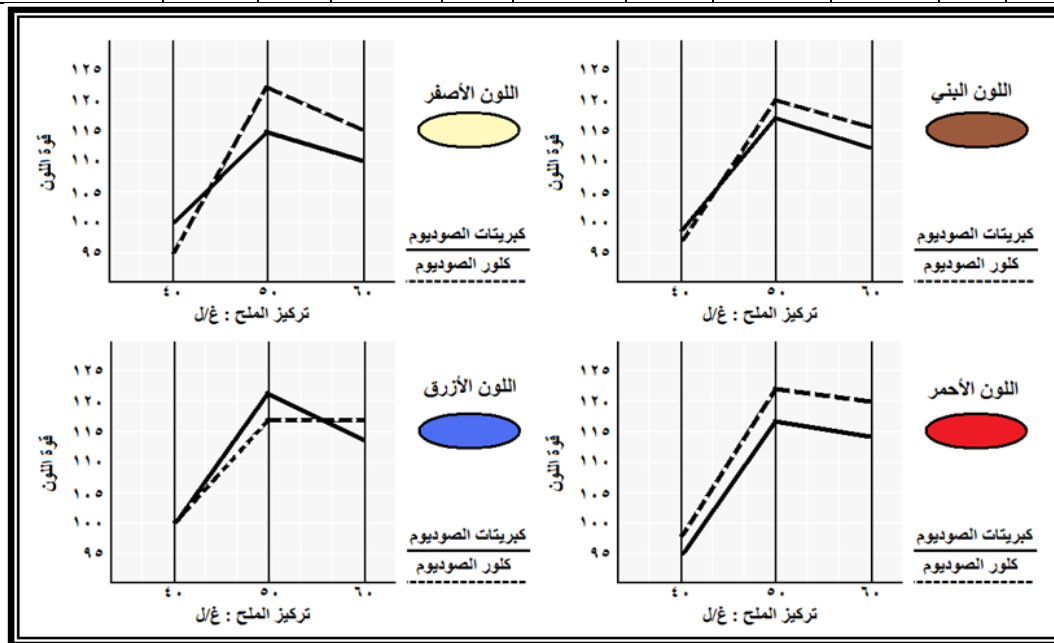 اللون الأصفر
قوة اللون
١٢٥
١٢٠
١١٥
١١٠
١٠٥
١٠٠
٩٥
٤٠ ٥٠ ٦٠
تركيز الملح : غ/ل
كبريتات الصوديوم
كلور الصوديوم
اللون البني
قوة اللون
١٢٥
١٢٠
١١٥
١١٠
١٠٥
١٠٠
٩٥
٤٠ ٥٠ ٦٠
تركيز الملح : غ/ل
كبريتات الصوديوم
كلور الصوديوم
اللون الأزرق
قوة اللون
١٢٥
١٢٠
١١٥
١١٠
١٠٥
١٠٠
٩٥
٤٠ ٥٠ ٦٠
تركيز الملح : غ/ل
كبريتات الصوديوم
كلور الصوديوم
اللون الأحمر
قوة اللون
١٢٥
١٢٠
١١٥
١١٠
١٠٥
١٠٠
٩٥
٤٠ ٥٠ ٦٠
تركيز الملح : غ/ل
كبريتات الصوديوم
كلور الصوديوم